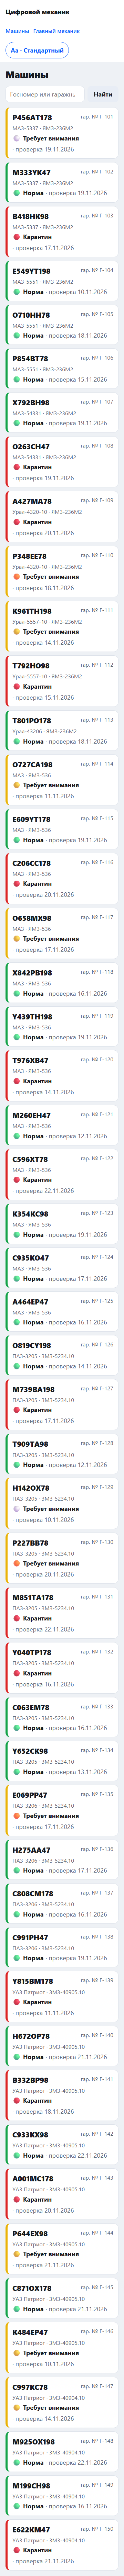 Цифровой механик
Машины Главный механик
Aa · Стандартный
Машины
Госномер или гаражный Найти
Р456АТ178 гар. № Г-101
МАЗ-5337 · ЯМЗ-236М2
Требует внимания
· проверка 19.11.2026
М333УК47 гар. № Г-102
МАЗ-5337 · ЯМЗ-236М2
Норма · проверка 19.11.2026
В418НК98 гар. № Г-103
МАЗ-5337 · ЯМЗ-236М2
Карантин
· проверка 17.11.2026
Е549УТ198 гар. № Г-104
МАЗ-5551 · ЯМЗ-236М2
Норма · проверка 10.11.2026
О710НН78 гар. № Г-105
МАЗ-5551 · ЯМЗ-236М2
Норма · проверка 18.11.2026
Р854ВТ78 гар. № Г-106
МАЗ-5551 · ЯМЗ-236М2
Норма · проверка 15.11.2026
Х792ВН98 гар. № Г-107
МАЗ-54331 · ЯМЗ-236М2
Норма · проверка 19.11.2026
О263СН47 гар. № Г-108
МАЗ-54331 · ЯМЗ-236М2
Карантин
· проверка 19.11.2026
А427МА78 гар. № Г-109
Урал-4320-10 · ЯМЗ-236М2
Карантин
· проверка 20.11.2026
Р348ЕЕ78 гар. № Г-110
Урал-4320-10 · ЯМЗ-236М2
Требует внимания
· проверка 18.11.2026
К961ТН198 гар. № Г-111
Урал-5557-10 · ЯМЗ-236М2
Требует внимания
· проверка 14.11.2026
Т792НО98 гар. № Г-112
Урал-5557-10 · ЯМЗ-236М2
Карантин
· проверка 15.11.2026
Т801РО178 гар. № Г-113
Урал-43206 · ЯМЗ-236М2
Норма · проверка 18.11.2026
О727СА198 гар. № Г-114
МАЗ · ЯМЗ-536
Требует внимания
· проверка 11.11.2026
Е609УТ178 гар. № Г-115
МАЗ · ЯМЗ-536
Норма · проверка 19.11.2026
С206СС178 гар. № Г-116
МАЗ · ЯМЗ-536
Карантин
· проверка 20.11.2026
О658МХ98 гар. № Г-117
МАЗ · ЯМЗ-536
Требует внимания
· проверка 17.11.2026
Х842РВ198 гар. № Г-118
МАЗ · ЯМЗ-536
Норма · проверка 16.11.2026
У439ТН198 гар. № Г-119
МАЗ · ЯМЗ-536
Норма · проверка 19.11.2026
Т976ХВ47 гар. № Г-120
МАЗ · ЯМЗ-536
Карантин
· проверка 14.11.2026
М260ЕН47 гар. № Г-121
МАЗ · ЯМЗ-536
Норма · проверка 12.11.2026
С596ХТ78 гар. № Г-122
МАЗ · ЯМЗ-536
Карантин
· проверка 22.11.2026
К354КС98 гар. № Г-123
МАЗ · ЯМЗ-536
Норма · проверка 19.11.2026
С935КО47 гар. № Г-124
МАЗ · ЯМЗ-536
Норма · проверка 17.11.2026
А464ЕР47 гар. № Г-125
МАЗ · ЯМЗ-536
Норма · проверка 16.11.2026
О819СУ198 гар. № Г-126
ПАЗ-3205 · ЗМЗ-5234.10
Норма · проверка 14.11.2026
М739ВА198 гар. № Г-127
ПАЗ-3205 · ЗМЗ-5234.10
Карантин
· проверка 17.11.2026
Т909ТА98 гар. № Г-128
ПАЗ-3205 · ЗМЗ-5234.10
Норма · проверка 12.11.2026
Н142ОХ78 гар. № Г-129
ПАЗ-3205 · ЗМЗ-5234.10
Требует внимания
· проверка 10.11.2026
Р227ВВ78 гар. № Г-130
ПАЗ-3205 · ЗМЗ-5234.10
Требует внимания
· проверка 20.11.2026
М851ТА178 гар. № Г-131
ПАЗ-3205 · ЗМЗ-5234.10
Карантин
· проверка 22.11.2026
У040ТР178 гар. № Г-132
ПАЗ-3205 · ЗМЗ-5234.10
Карантин
· проверка 16.11.2026
С063ЕМ78 гар. № Г-133
ПАЗ-3205 · ЗМЗ-5234.10
Норма · проверка 16.11.2026
У652СК98 гар. № Г-134
ПАЗ-3206 · ЗМЗ-5234.10
Норма · проверка 13.11.2026
Е069РР47 гар. № Г-135
ПАЗ-3206 · ЗМЗ-5234.10
Требует внимания
· проверка 17.11.2026
Н275АА47 гар. № Г-136
ПАЗ-3206 · ЗМЗ-5234.10
Норма · проверка 17.11.2026
С808СМ178 гар. № Г-137
ПАЗ-3206 · ЗМЗ-5234.10
Норма · проверка 16.11.2026
С991РН47 гар. № Г-138
ПАЗ-3206 · ЗМЗ-5234.10
Норма · проверка 19.11.2026
У815ВМ178 гар. № Г-139
УАЗ Патриот · ЗМЗ-40905.10
Карантин
· проверка 11.11.2026
Н672ОР78 гар. № Г-140
УАЗ Патриот · ЗМЗ-40905.10
Норма · проверка 21.11.2026
В332ВР98 гар. № Г-141
УАЗ Патриот · ЗМЗ-40905.10
Карантин
· проверка 18.11.2026
С933КХ98 гар. № Г-142
УАЗ Патриот · ЗМЗ-40905.10
Норма · проверка 22.11.2026
А001МС178 гар. № Г-143
УАЗ Патриот · ЗМЗ-40905.10
Карантин
· проверка 20.11.2026
Р644ЕХ98 гар. № Г-144
УАЗ Патриот · ЗМЗ-40905.10
Требует внимания
· проверка 21.11.2026
С871ОХ178 гар. № Г-145
УАЗ Патриот · ЗМЗ-40905.10
Норма · проверка 21.11.2026
К484ЕР47 гар. № Г-146
УАЗ Патриот · ЗМЗ-40905.10
Требует внимания
· проверка 10.11.2026
С997КС78 гар. № Г-147
УАЗ Патриот · ЗМЗ-40904.10
Требует внимания
· проверка 14.11.2026
М925ОХ198 гар. № Г-148
УАЗ Патриот · ЗМЗ-40904.10
Норма · проверка 22.11.2026
М199СН98 гар. № Г-149
УАЗ Патриот · ЗМЗ-40904.10
Норма · проверка 16.11.2026
Е622КМ47 гар. № Г-150
УАЗ Патриот · ЗМЗ-40904.10
Карантин
· проверка 21.11.2026